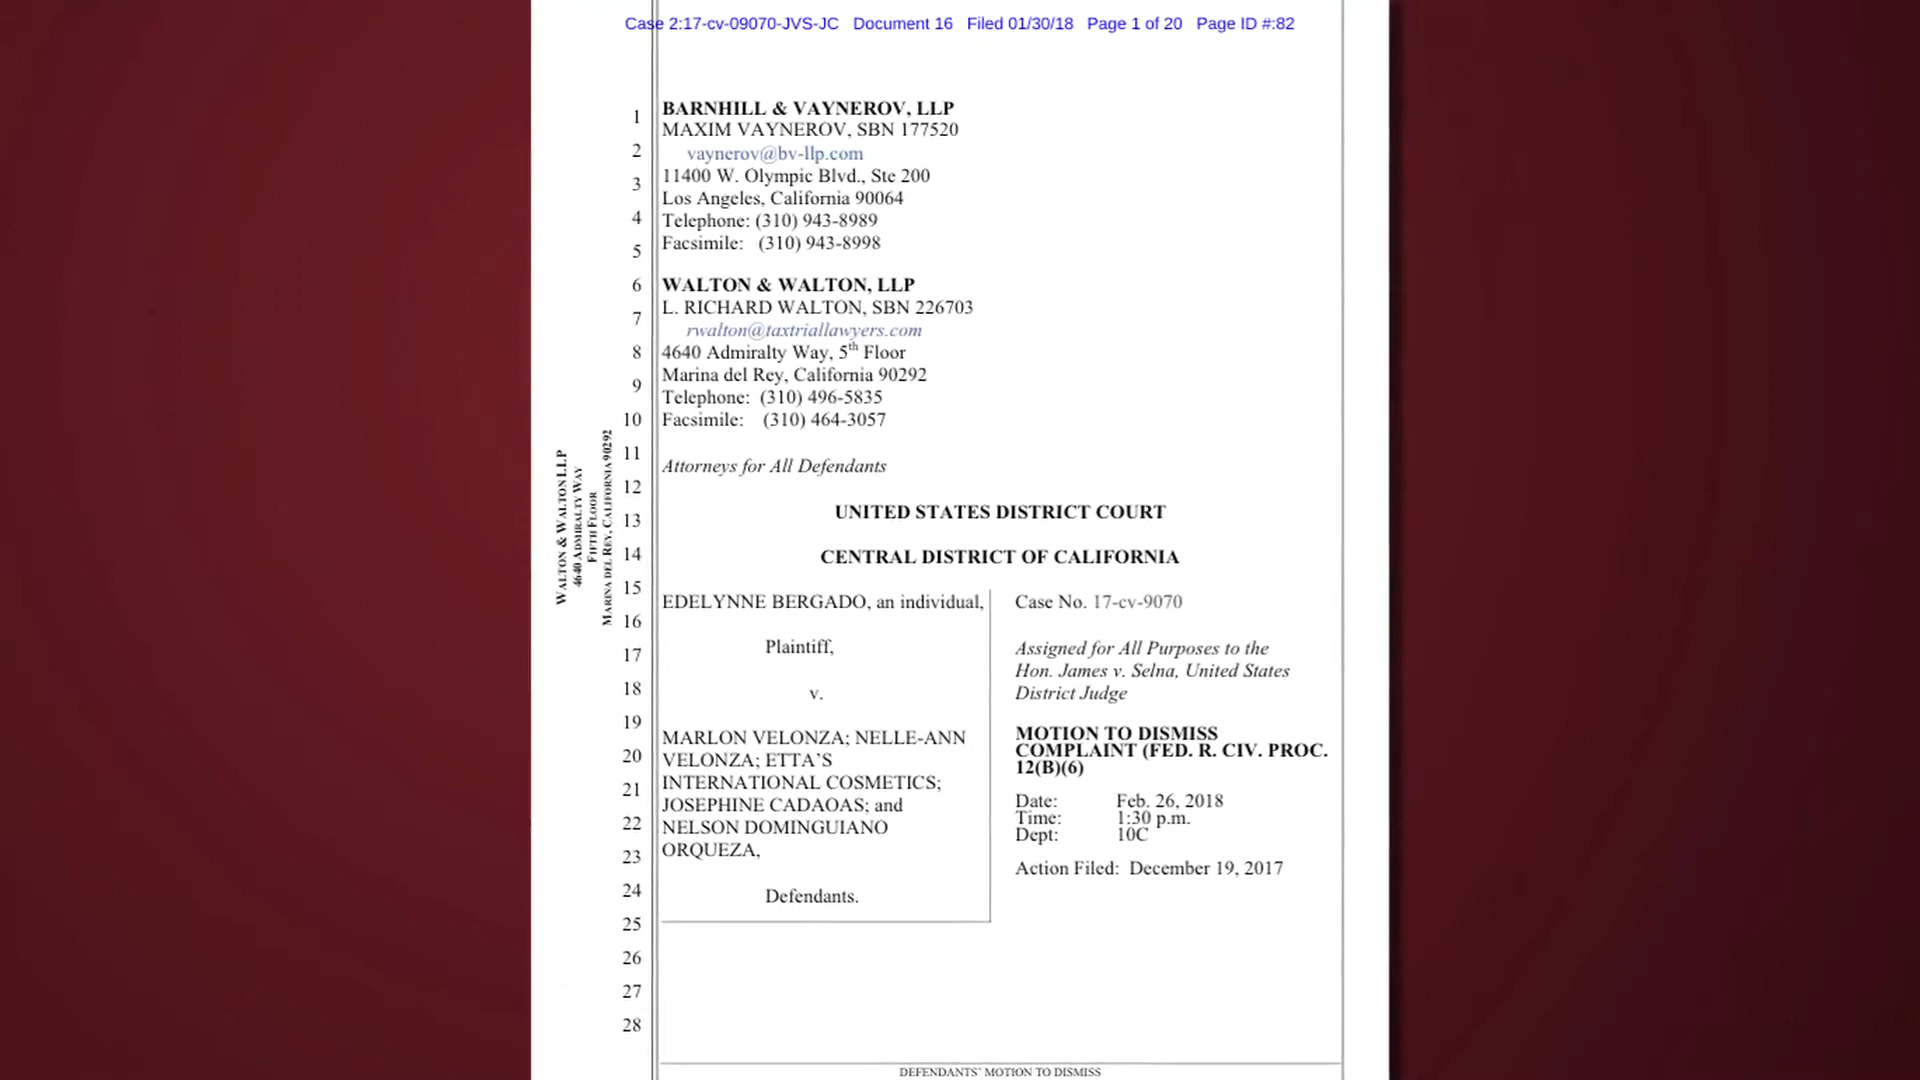 Case 2:17-cv-09070-JVS-JC Document 16 Filed 01/30/18 Page 1 of 20 Page ID #:82
1
2
3
4
5
6
7
8
9
10
11
12
13
14
15
16
17
18
19
20
21
22
23
24
25
26
27
28
WALTON & WALTON LLP
4640 ADMIRALTY WAY
FIFTH FLOOR
MARINA DEL REY, CALIFORNIA 90292
BARNHILL & VAYNEROV, LLP
MAXIM VAYNEROV, SBN 177520
vaynerov@bv-llp.com
11400 W. Olympic Blvd., Ste 200
Los Angeles, California 90064
Telephone: (310) 943-8989
Facsimile: (310) 943-8998
WALTON & WALTON, LLP
L. RICHARD WALTON, SBN 226703
rwalton@taxtriallawyers.com
4640 Admiralty Way, 5th Floor
Marina del Rey, California 90292
Telephone: (310) 496-5835
Facsimile: (310) 464-3057
Attorneys for All Defendants
UNITED STATES DISTRICT COURT
CENTRAL DISTRICT OF CALIFORNIA
EDELYNNE BERGADO, an individual,
Plaintiff,
v.
MARLON VELONZA; NELLE-ANN
VELONZA; ETTA'S
INTERNATIONAL COSMETICS;
JOSEPHINE CADAOAS; and
NELSON DOMINGUIANO
ORQUEZA,
Defendants.
Case No. 17-cv-9070
Assigned for All Purposes to the
Hon. James v. Selna, United States
District Judge
MOTION TO DISMISS
COMPLAINT (FED. R. CIV. PROC.
12(B)(6)
Date: Feb. 26, 2018
Time: 1:30 p.m.
Dept: 10C
Action Filed: December 19, 2017
DEFENDANTS' MOTION TO DISMISS